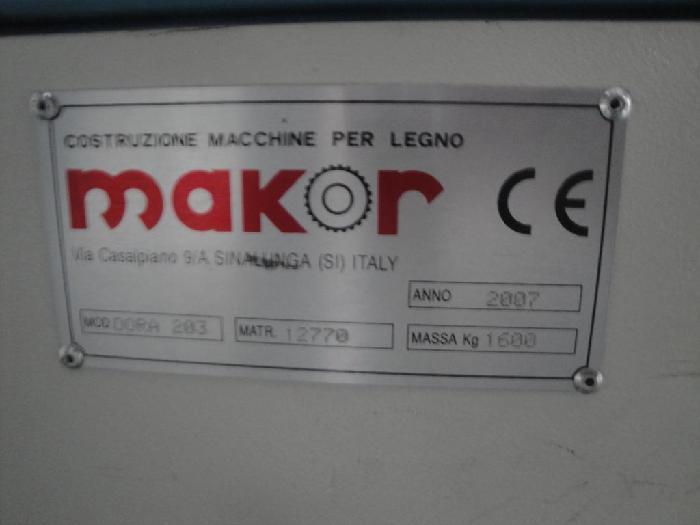 COSTRUZIONE MACCHINE PER LEGNO
makor CE
Via Casalpiano 9/A SINALUNGA (SI) ITALY
ANNO 2007
MOD. DORA 203 MATR. 12770 MASSA Kg 1600